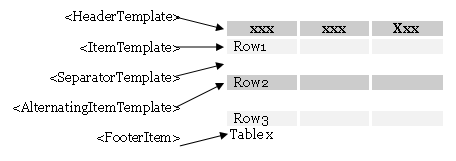 <HeaderTemplate> xxx xxx Xxx
<ItemTemplate> Row1
<SeparatorTemplate>
<AlternatingItemTemplate> Row2
Row3
<FooterItem> Table x